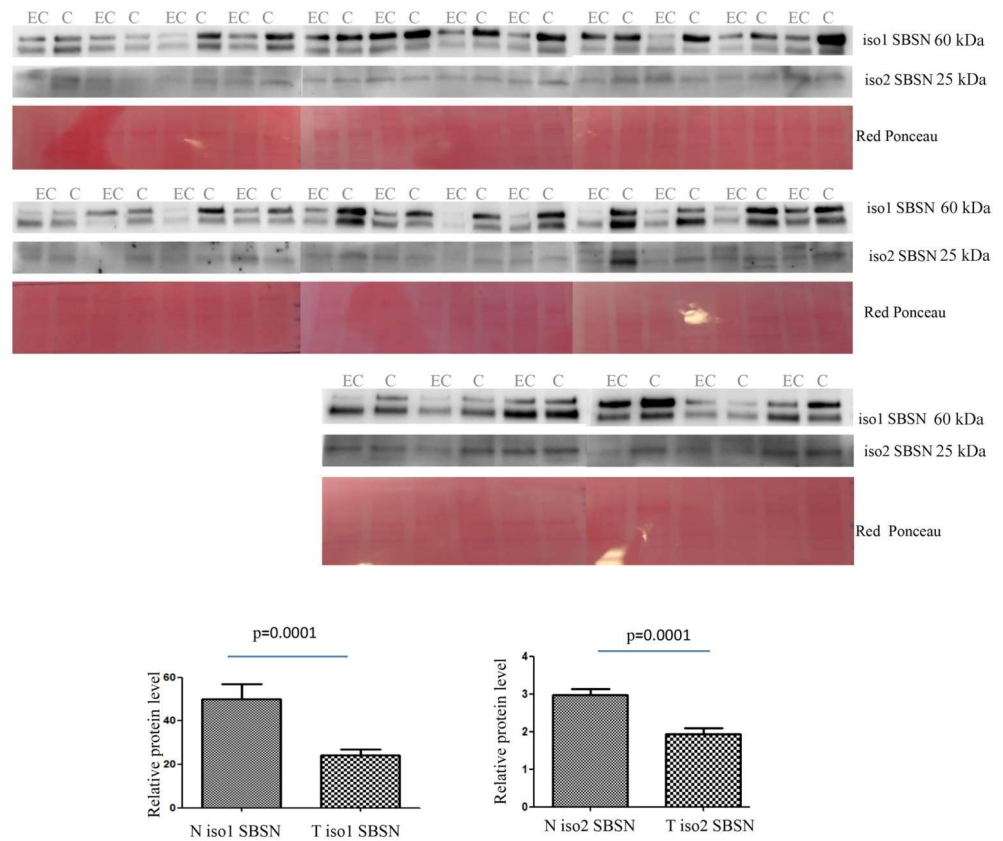 EC C EC C EC C EC C EC C EC C EC C EC C EC C EC C EC C EC C
iso1 SBSN 60 kDa
iso2 SBSN 25 kDa
Red Ponceau
EC C EC C EC C EC C EC C EC C EC C EC C EC C EC C EC C EC C
iso1 SBSN 60 kDa
iso2 SBSN 25 kDa
Red Ponceau
EC C EC C EC C EC C EC C EC C
iso1 SBSN 60 kDa
iso2 SBSN 25 kDa
Red Ponceau
p=0.0001
Relative protein level
60
40
20
0
N iso1 SBSN T iso1 SBSN
p=0.0001
Relative protein level
4
3
2
1
0
N iso2 SBSN T iso2 SBSN